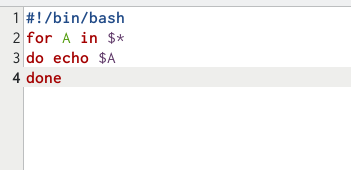 1 #!/bin/bash
2 for A in $*
3 do echo $A
4 done